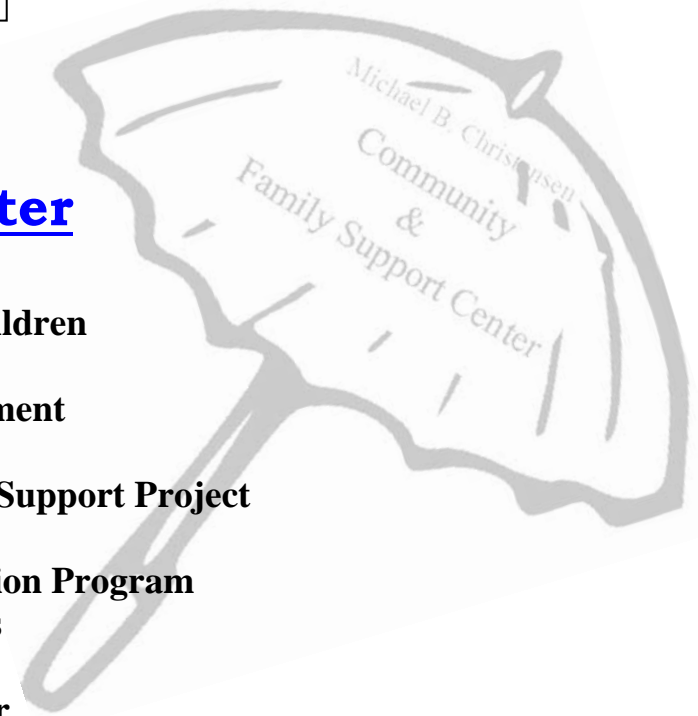 Michael B. Christensen
Community
&
Family Support Center
ter
ldren
ment
Support Project
ion Program
s
r